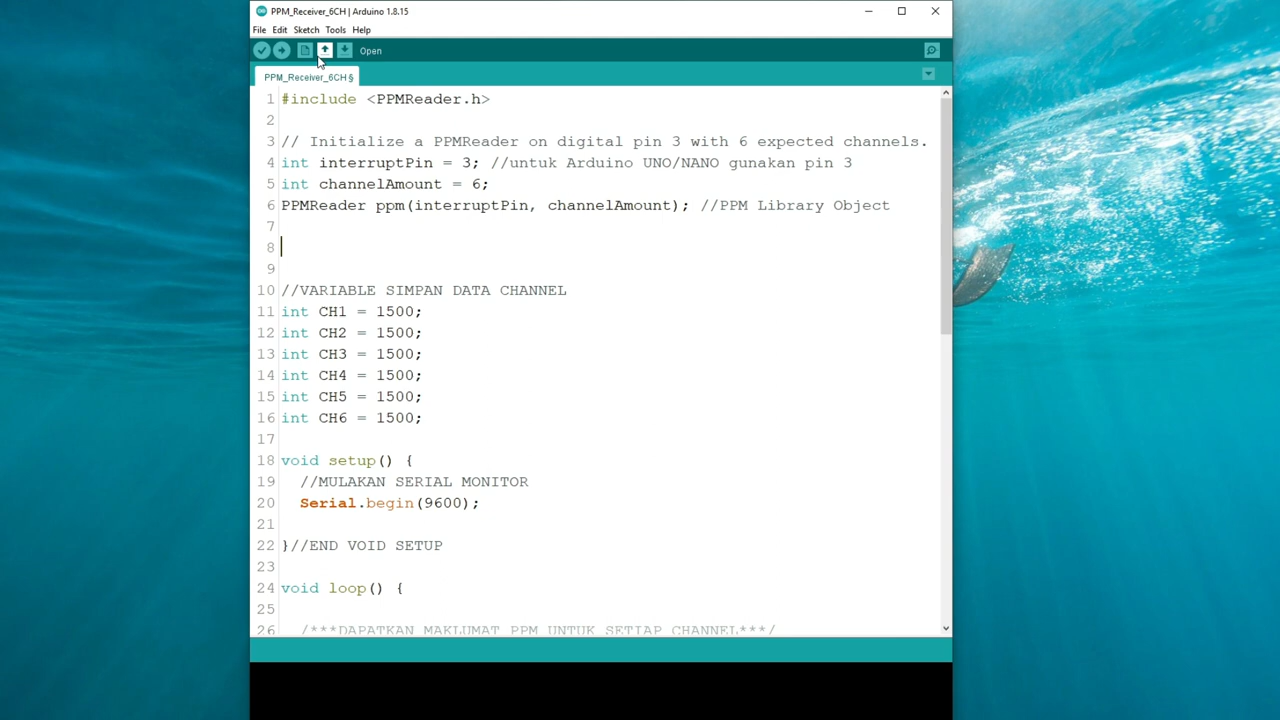 PPM_Receiver_6CH | Arduino 1.8.15
File Edit Sketch Tools Help
Open
PPM_Receiver_6CH §
1 #include <PPMReader.h>
2
3 // Initialize a PPMReader on digital pin 3 with 6 expected channels.
4 int interruptPin = 3; //untuk Arduino UNO/NANO gunakan pin 3
5 int channelAmount = 6;
6 PPMReader ppm(interruptPin, channelAmount); //PPM Library Object
7
8
9
10 //VARIABLE SIMPAN DATA CHANNEL
11 int CH1 = 1500;
12 int CH2 = 1500;
13 int CH3 = 1500;
14 int CH4 = 1500;
15 int CH5 = 1500;
16 int CH6 = 1500;
17
18 void setup() {
19 //MULAKAN SERIAL MONITOR
20 Serial.begin(9600);
21
22 }//END VOID SETUP
23
24 void loop() {
25
26 /***DAPATKAN MAKLUMAT PPM UNTUK SETIAP CHANNEL***/